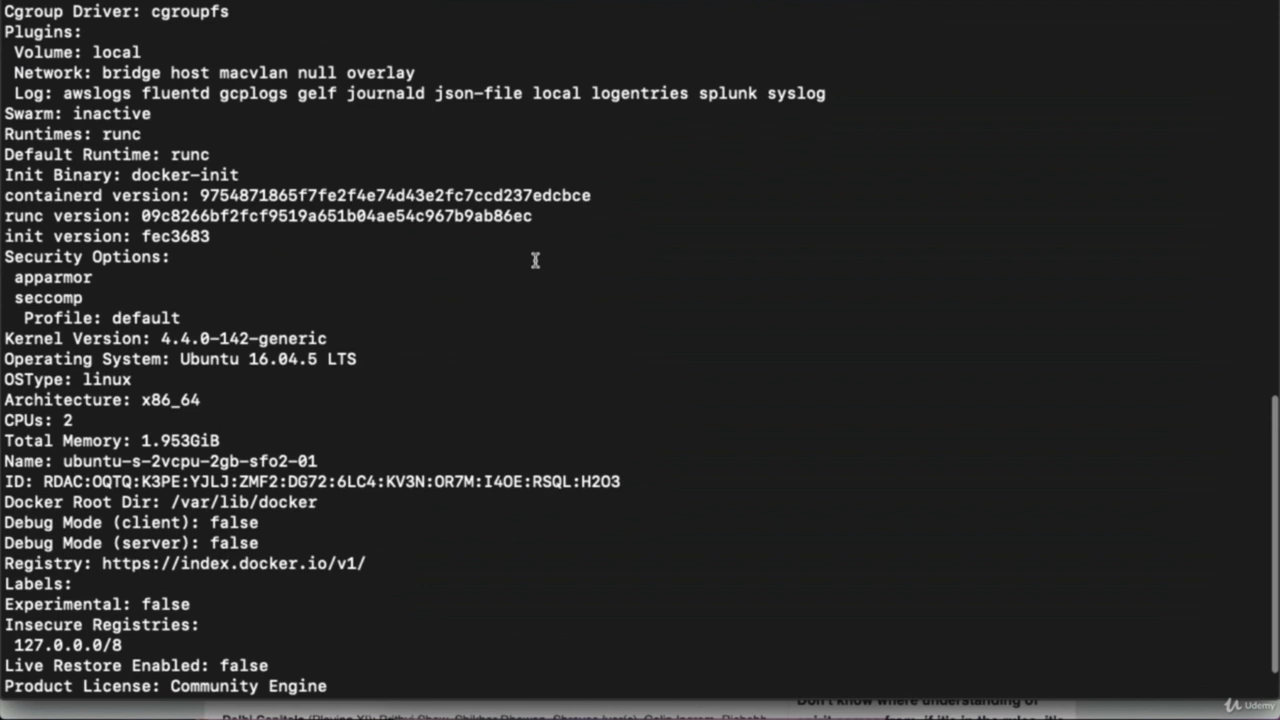 Cgroup Driver: cgroupfs
Plugins:
 Volume: local
 Network: bridge host macvlan null overlay
 Log: awslogs fluentd gcplogs gelf journald json-file local logentries splunk syslog
Swarm: inactive
Runtimes: runc
Default Runtime: runc
Init Binary: docker-init
containerd version: 9754871865f7fe2f4e74d43e2fc7ccd237edcbce
runc version: 09c8266bf2fcf9519a651b04ae54c967b9ab86ec
init version: fec3683
Security Options:
 apparmor
 seccomp
  Profile: default
Kernel Version: 4.4.0-142-generic
Operating System: Ubuntu 16.04.5 LTS
OSType: linux
Architecture: x86_64
CPUs: 2
Total Memory: 1.953GiB
Name: ubuntu-s-2vcpu-2gb-sfo2-01
ID: RDAC:OQTQ:K3PE:YJLJ:ZMF2:DG72:6LC4:KV3N:OR7M:I4OE:RSQL:H2O3
Docker Root Dir: /var/lib/docker
Debug Mode (client): false
Debug Mode (server): false
Registry: https://index.docker.io/v1/
Labels:
Experimental: false
Insecure Registries:
 127.0.0.0/8
Live Restore Enabled: false
Product License: Community Engine
Don't know where understanding of
Udemy